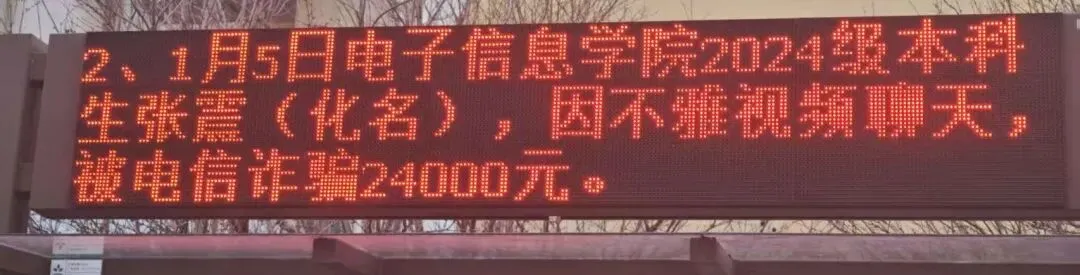 2、1月5日电子信息学院2024级本科
生张震（化名），因不雅视频聊天，
被电信诈骗24000元。